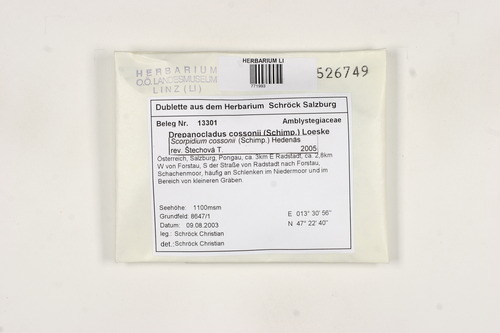 HERBARIUM
O.Ö. LANDESMUSEUM
LINZ (LI)
HERBARIUM LI
771993
526749
Dublette aus dem Herbarium Schröck Salzburg
Beleg Nr. 13301 Amblystegiaceae
Drepanocladus cossonii (Schimp.) Loeske
Scorpidium cossonii (Schimp.) Hedenäs
rev. Štechová T. 2005
Österreich, Salzburg, Pongau, ca. 3km E Radstadt, ca. 2,8km
W von Forstau, S der Straße von Radstadt nach Forstau,
Schachenmoor, häufig an Schlenken im Niedermoor und im
Bereich von kleineren Gräben.
Seehöhe: 1100msm
Grundfeld: 8647/1
Datum: 09.08.2003
leg.: Schröck Christian
det.: Schröck Christian
E 013° 30' 56"
N 47° 22' 40"